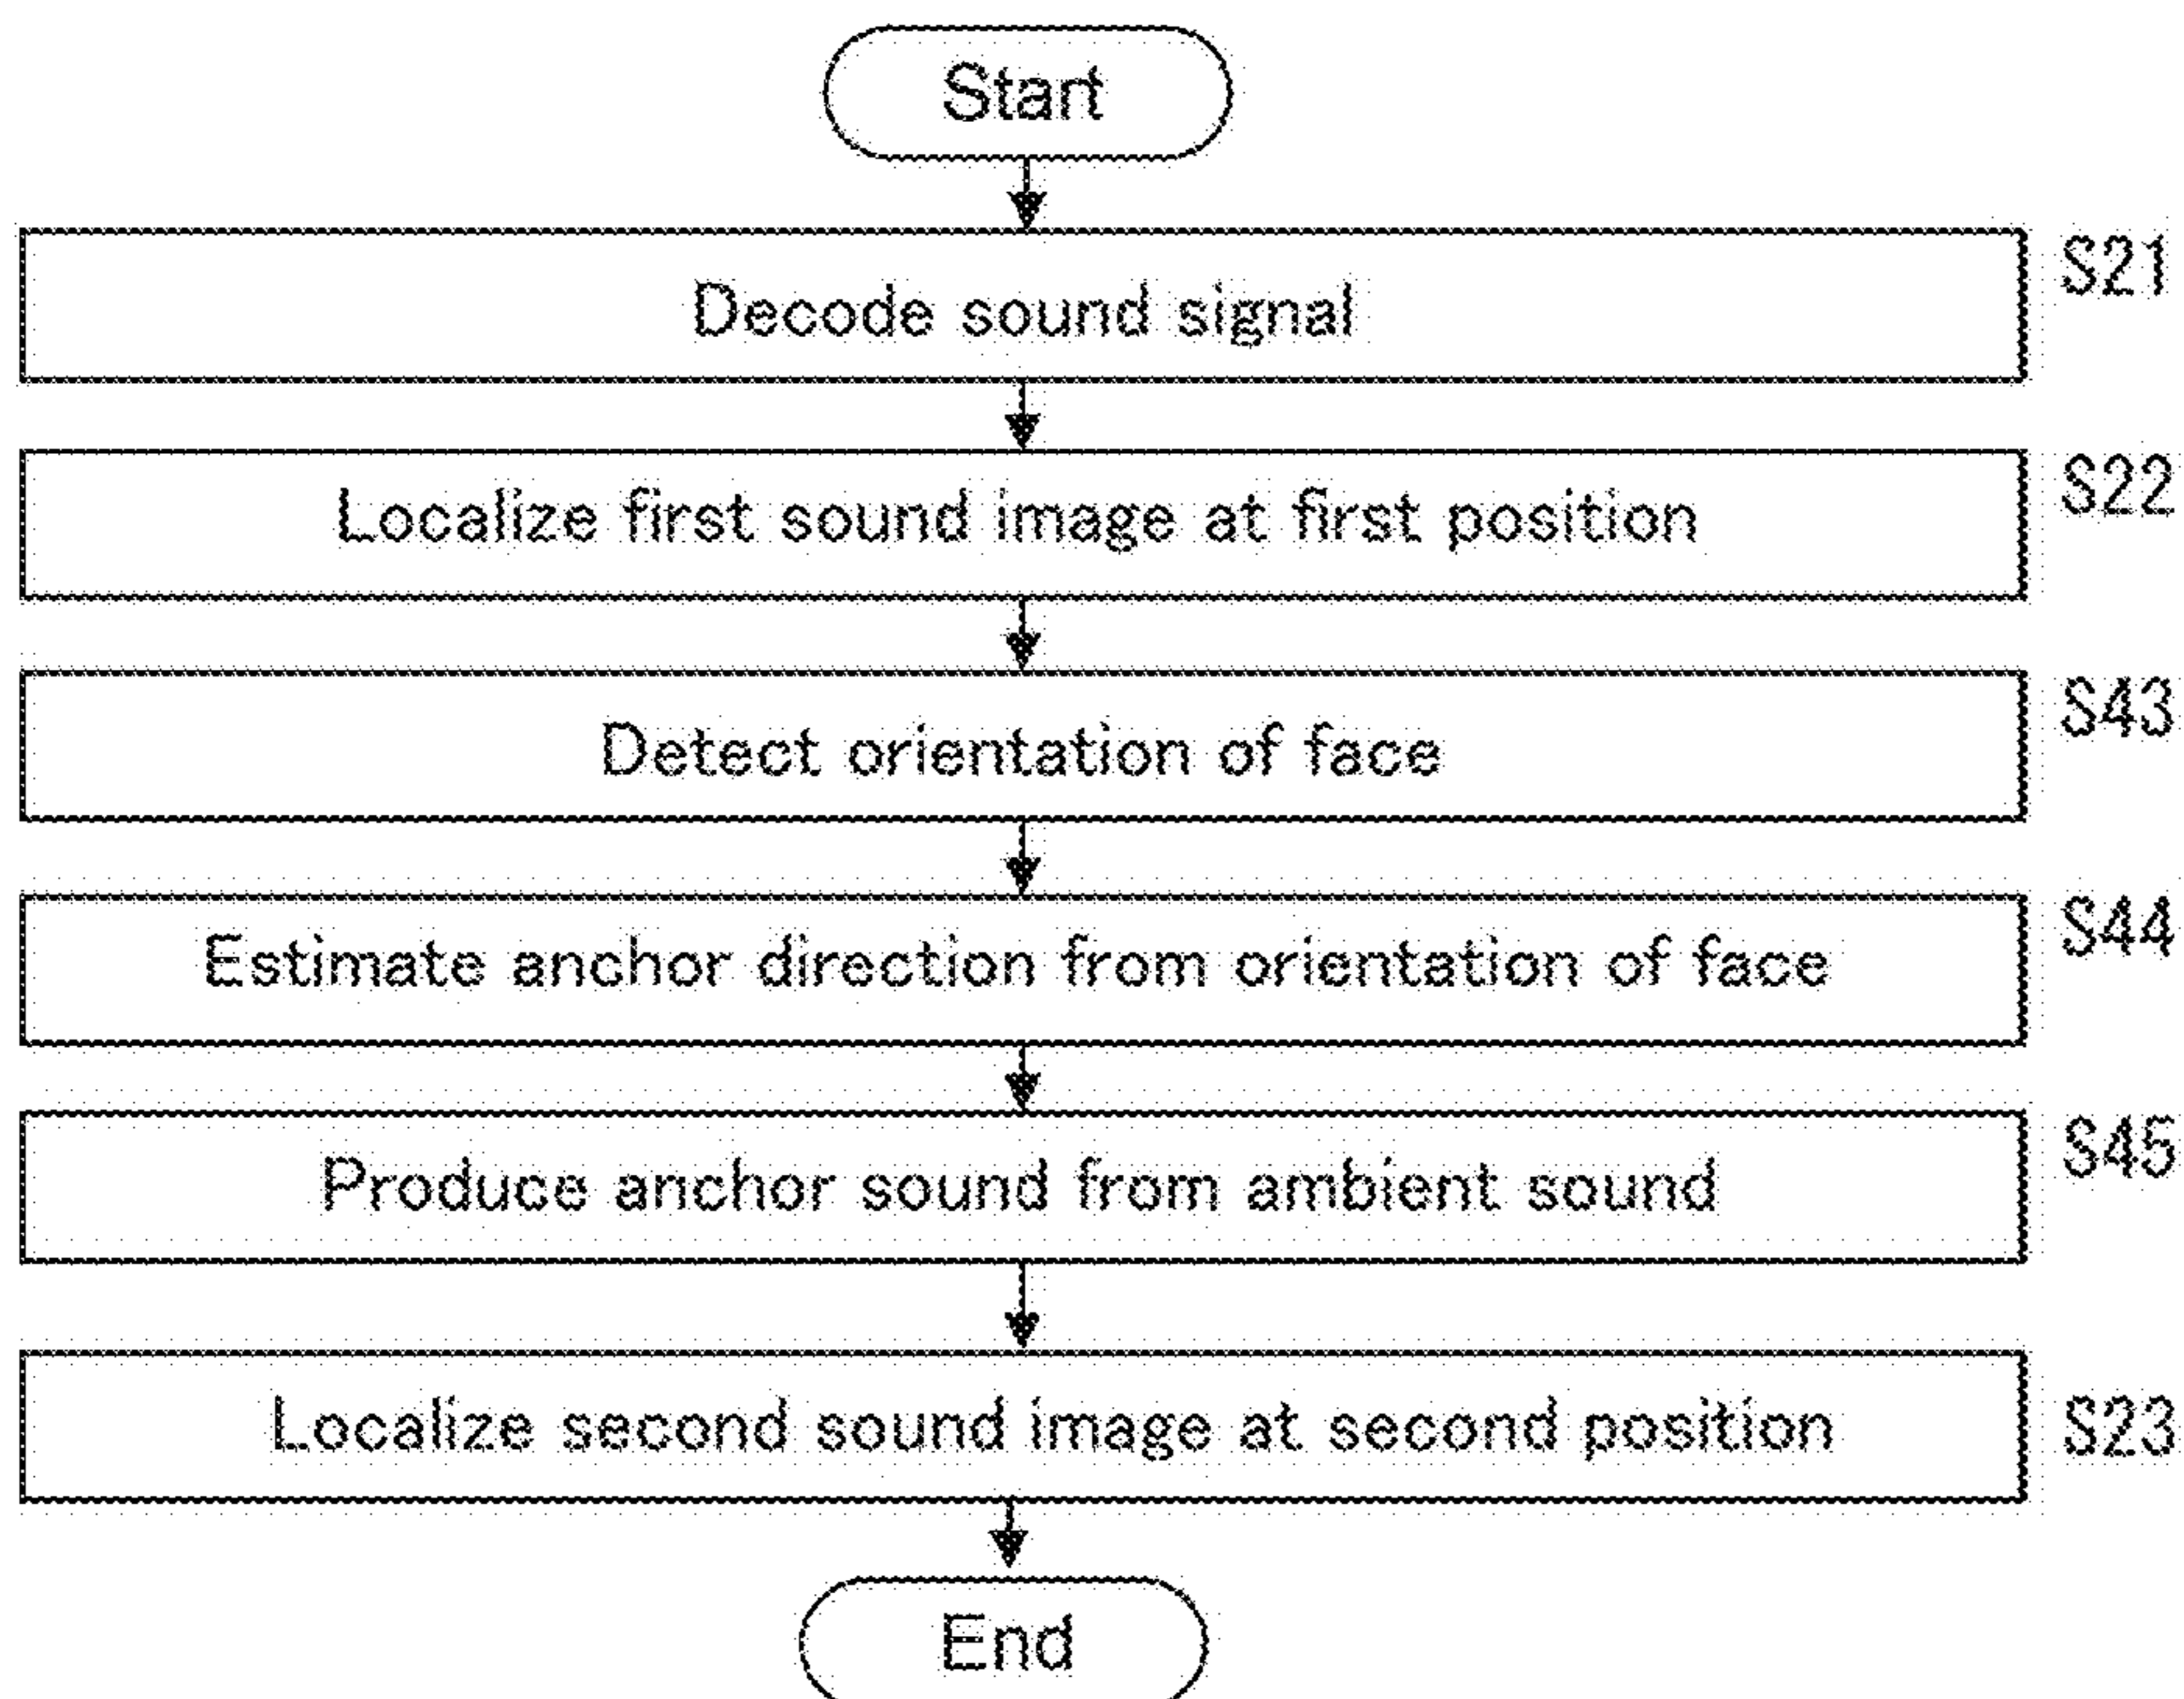 Start
Decode sound signal S21
Localize first sound image at first position S22
Detect orientation of face S43
Estimate anchor direction from orientation of face S44
Produce anchor sound from ambient sound S45
Localize second sound image at second position S23
End